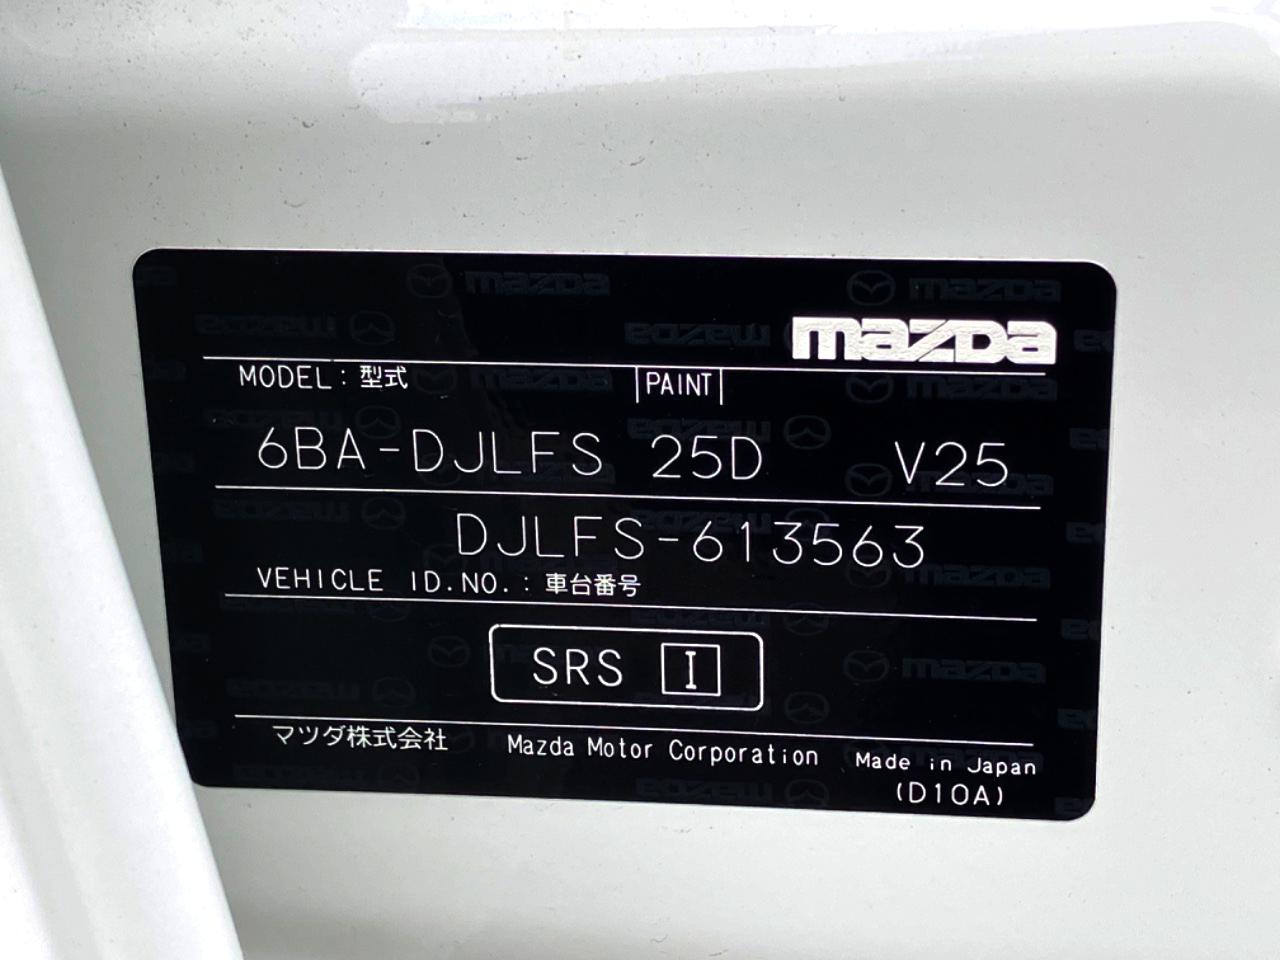 mazda
MODEL : 型式 PAINT
6BA-DJLFS 25D V25
DJLFS-613563
VEHICLE ID.NO. : 車台番号
SRS I
マツダ株式会社 Mazda Motor Corporation Made in Japan
(D10A)